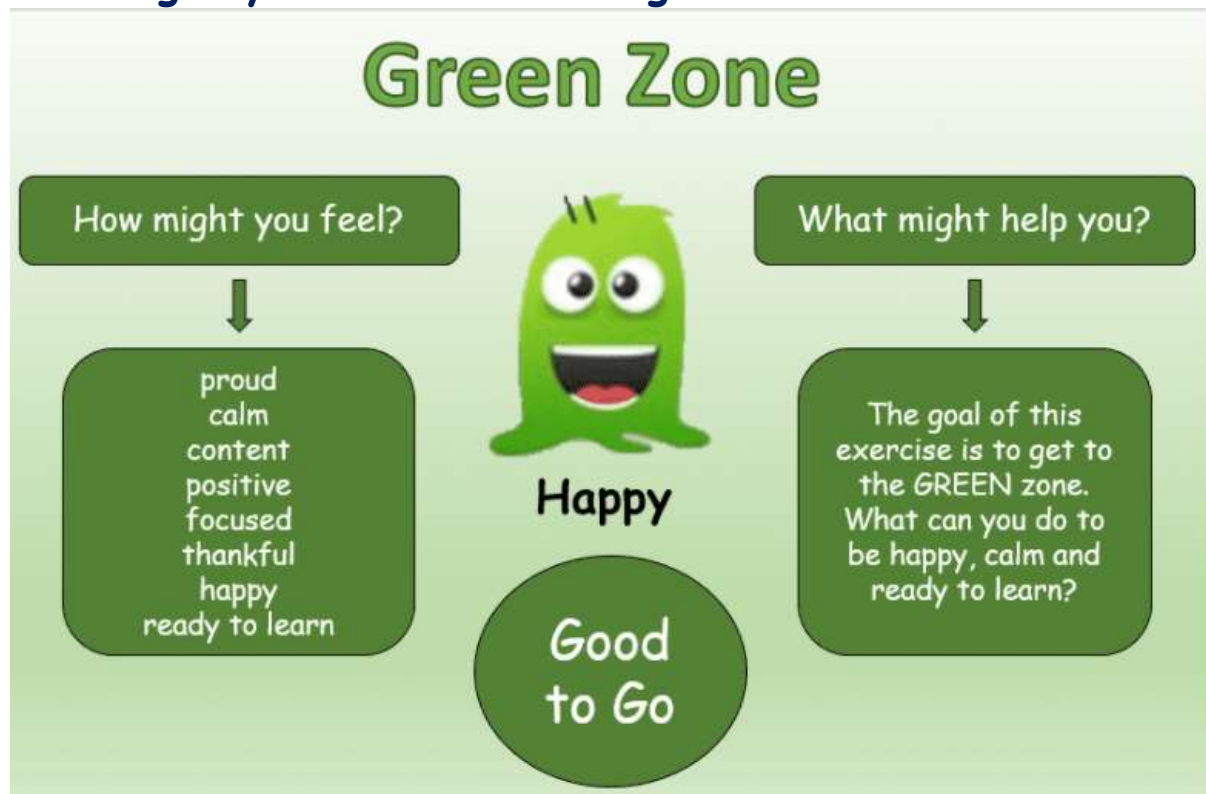 Green Zone
How might you feel?
proud
calm
content
positive
focused
thankful
happy
ready to learn
Happy
Good
to Go
What might help you?
The goal of this
exercise is to get to
the GREEN zone.
What can you do to
be happy, calm and
ready to learn?